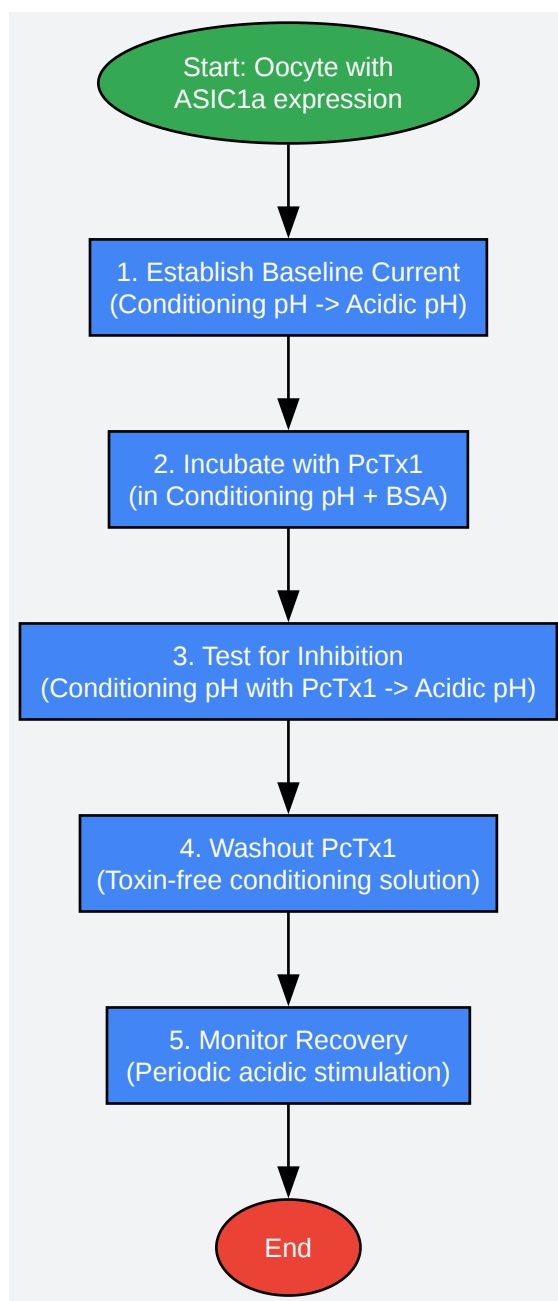 Start: Oocyte with
ASIC1a expression
1. Establish Baseline Current
(Conditioning pH -> Acidic pH)
2. Incubate with PcTx1
(in Conditioning pH + BSA)
3. Test for Inhibition
(Conditioning pH with PcTx1 -> Acidic pH)
4. Washout PcTx1
(Toxin-free conditioning solution)
5. Monitor Recovery
(Periodic acidic stimulation)
End